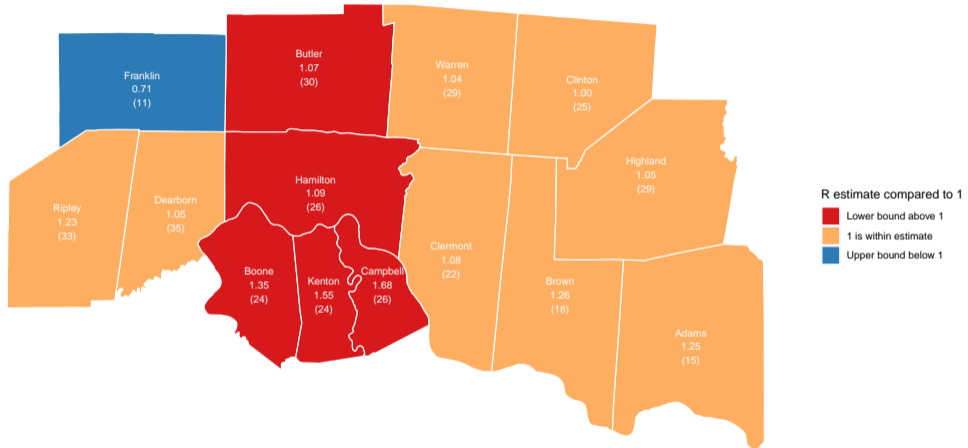 Butler
1.07
(30)
Warren
1.04
(29)
Franklin
0.71
(11)
Clinton
1.00
(25)
Highland
1.05
(29)
Hamilton
1.09
(26)
Ripley
1.23
(33)
Dearborn
1.05
(35)
Clermont
1.08
(22)
Boone
1.35
(24)
Kenton
1.55
(24)
Campbell
1.68
(26)
Brown
1.26
(18)
Adams
1.25
(15)
R estimate compared to 1
Lower bound above 1
1 is within estimate
Upper bound below 1